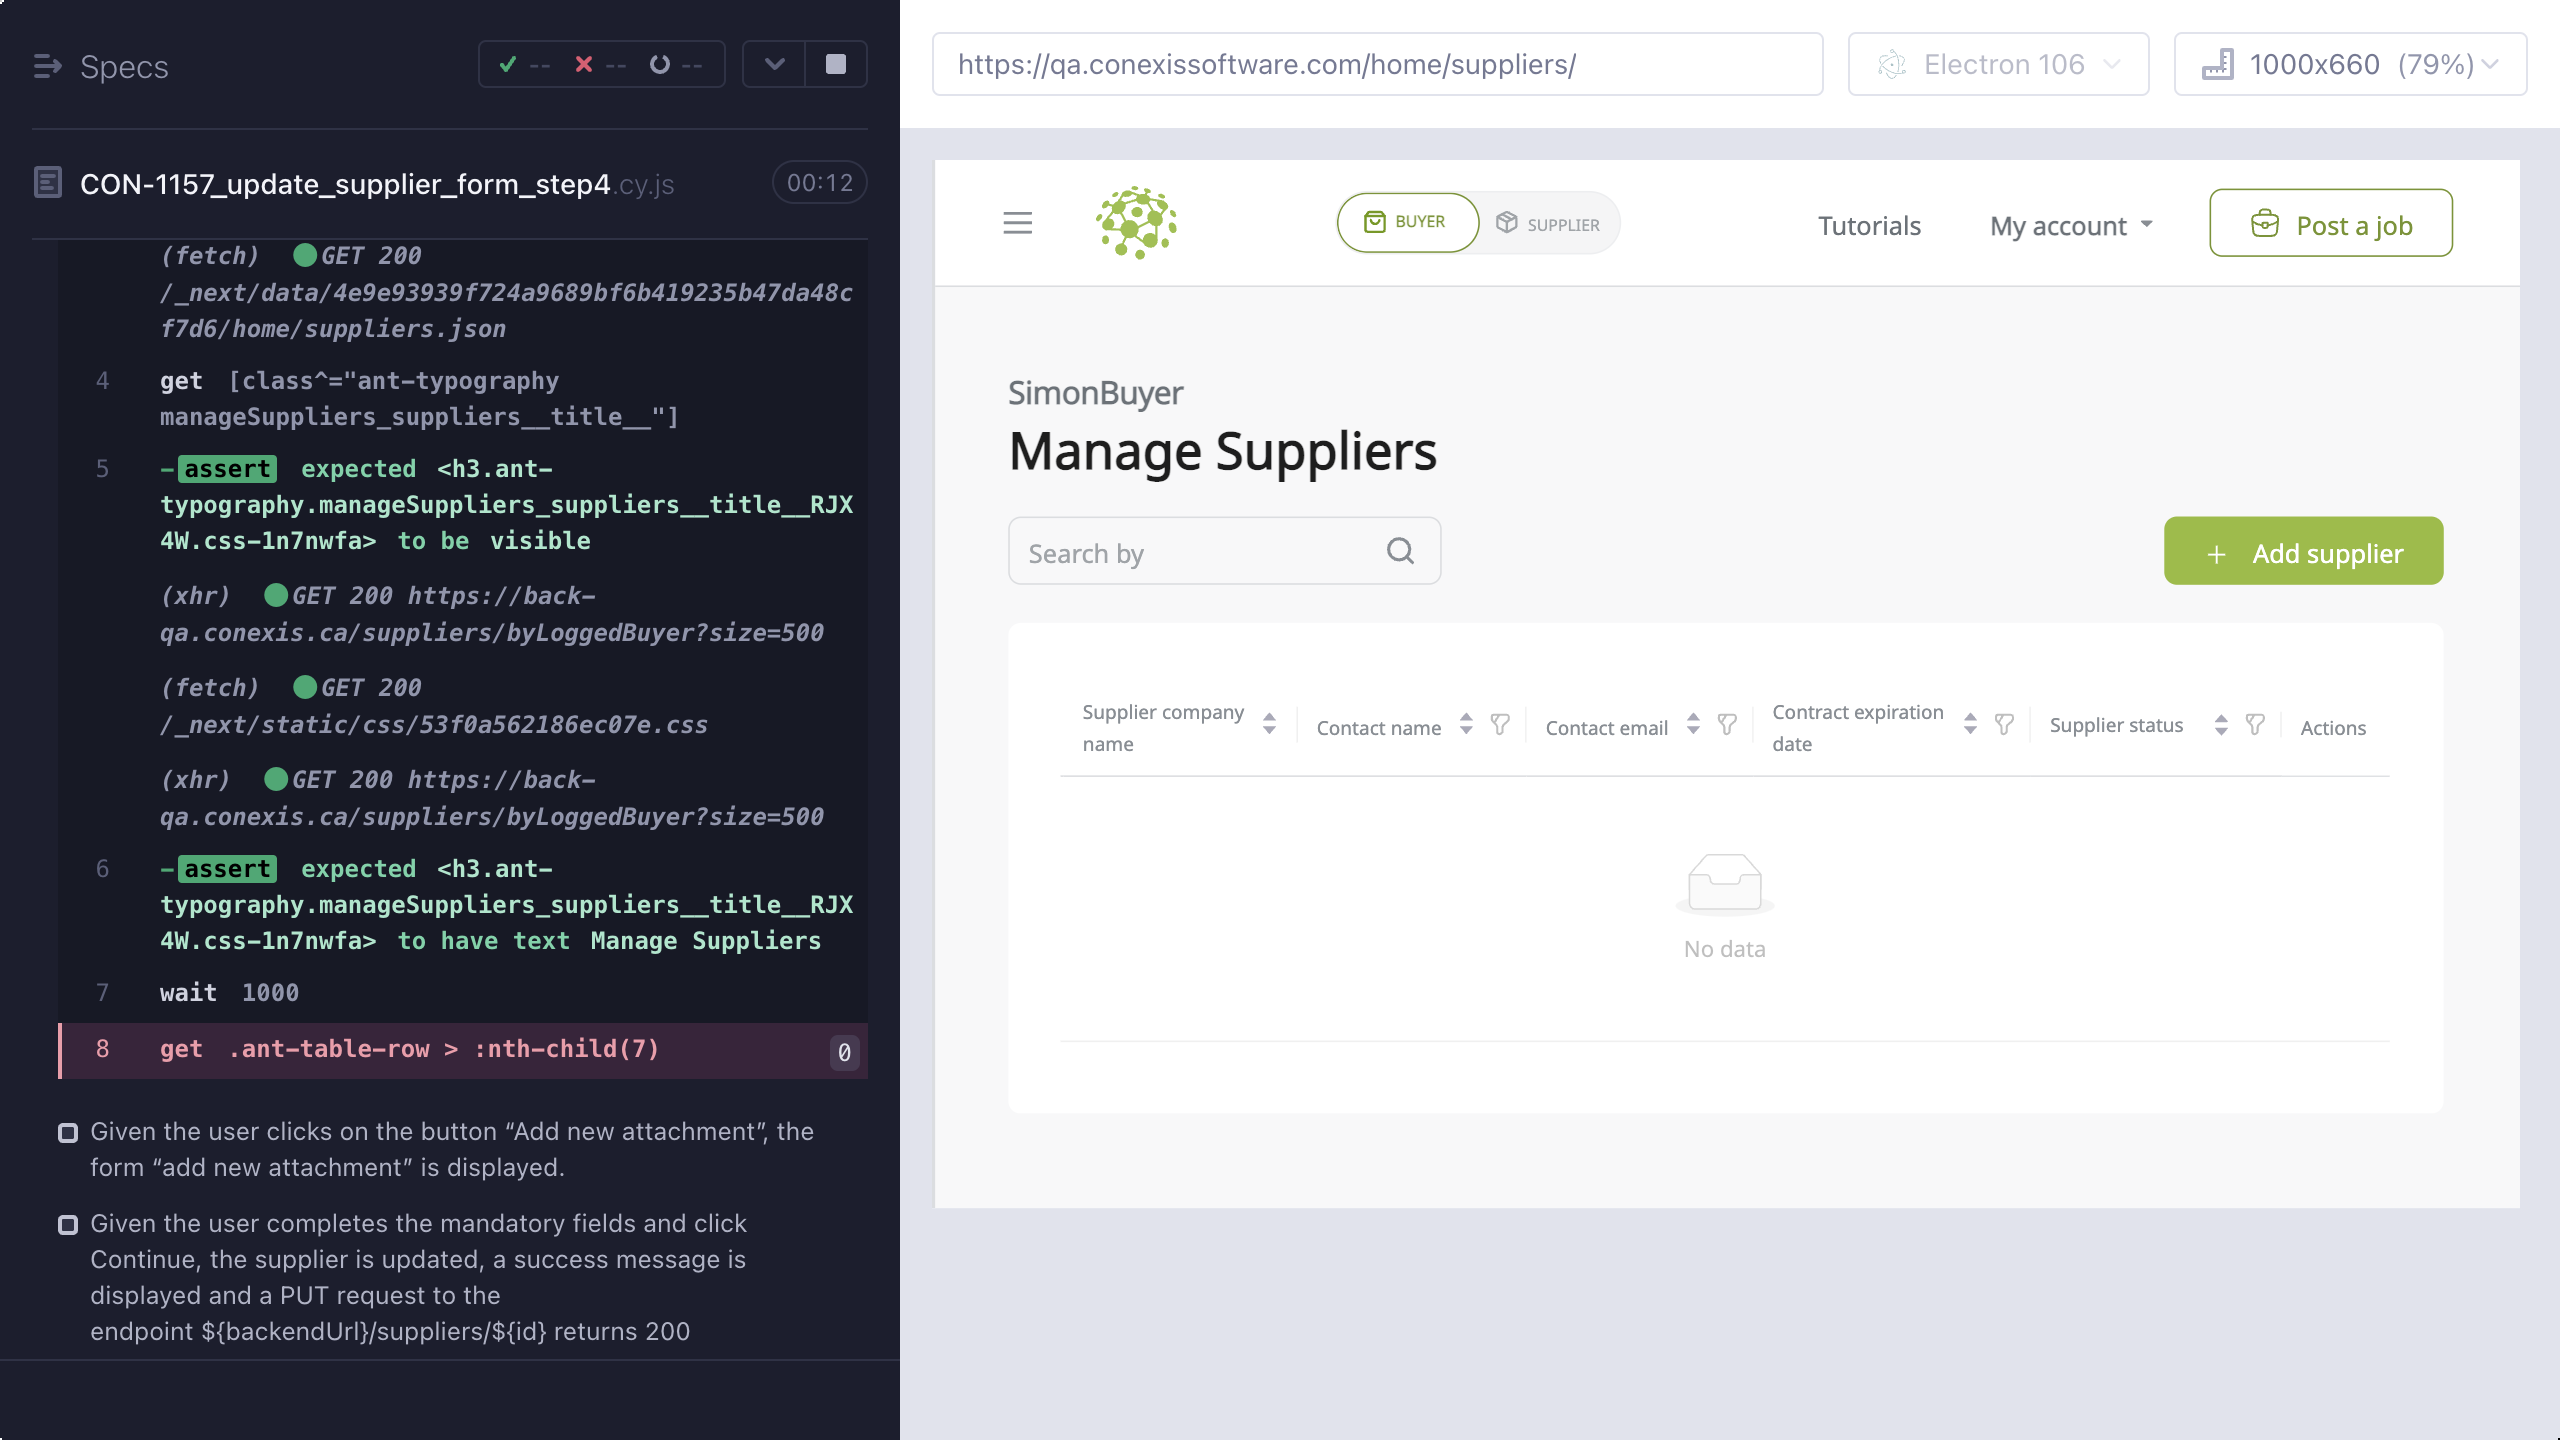 Specs
-- -- --
CON-1157_update_supplier_form_step4.cy.js 00:12
(fetch) GET 200
/_next/data/4e9e93939f724a9689bf6b419235b47da48c
f7d6/home/suppliers.json
4 get [class^="ant-typography
manageSuppliers_suppliers__title__"]
5 -assert expected <h3.ant-
typography.manageSuppliers_suppliers__title__RJX
4W.css-1n7nwfa> to be visible
(xhr) GET 200 https://back-
qa.conexis.ca/suppliers/byLoggedBuyer?size=500
(fetch) GET 200
/_next/static/css/53f0a562186ec07e.css
(xhr) GET 200 https://back-
qa.conexis.ca/suppliers/byLoggedBuyer?size=500
6 -assert expected <h3.ant-
typography.manageSuppliers_suppliers__title__RJX
4W.css-1n7nwfa> to have text Manage Suppliers
7 wait 1000
8 get .ant-table-row > :nth-child(7) 0
Given the user clicks on the button “Add new attachment”, the
form “add new attachment” is displayed.
Given the user completes the mandatory fields and click
Continue, the supplier is updated, a success message is
displayed and a PUT request to the
endpoint ${backendUrl}/suppliers/${id} returns 200
https://qa.conexissoftware.com/home/suppliers/
Electron 106
1000x660 (79%)
BUYER
SUPPLIER
Tutorials
My account
Post a job
SimonBuyer
Manage Suppliers
Search by
+ Add supplier
Supplier company
name
Contact name
Contact email
Contract expiration
date
Supplier status
Actions
No data